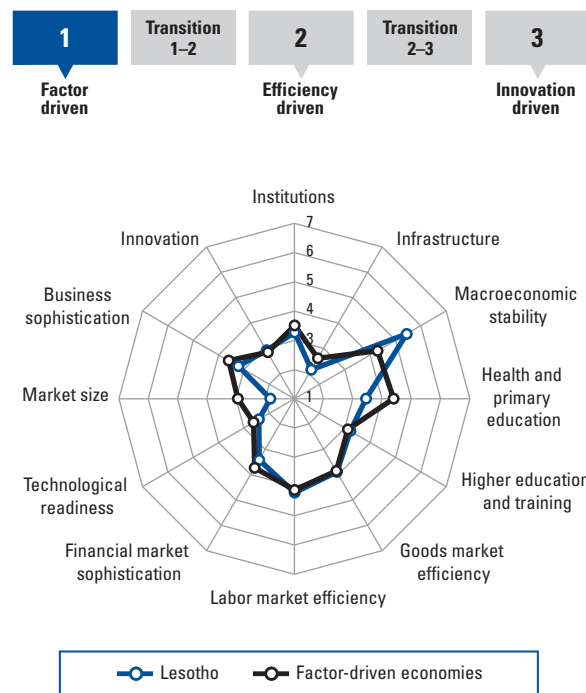 1
Transition
1–2
2
Transition
2–3
3
Factor
driven
Efficiency
driven
Innovation
driven
Institutions
7
6
5
4
3
1
Infrastructure
Macroeconomic
stability
Health and
primary
education
Higher education
and training
Goods market
efficiency
Labor market efficiency
Financial market
sophistication
Technological
readiness
Market size
Business
sophistication
Innovation
Lesotho
Factor-driven economies